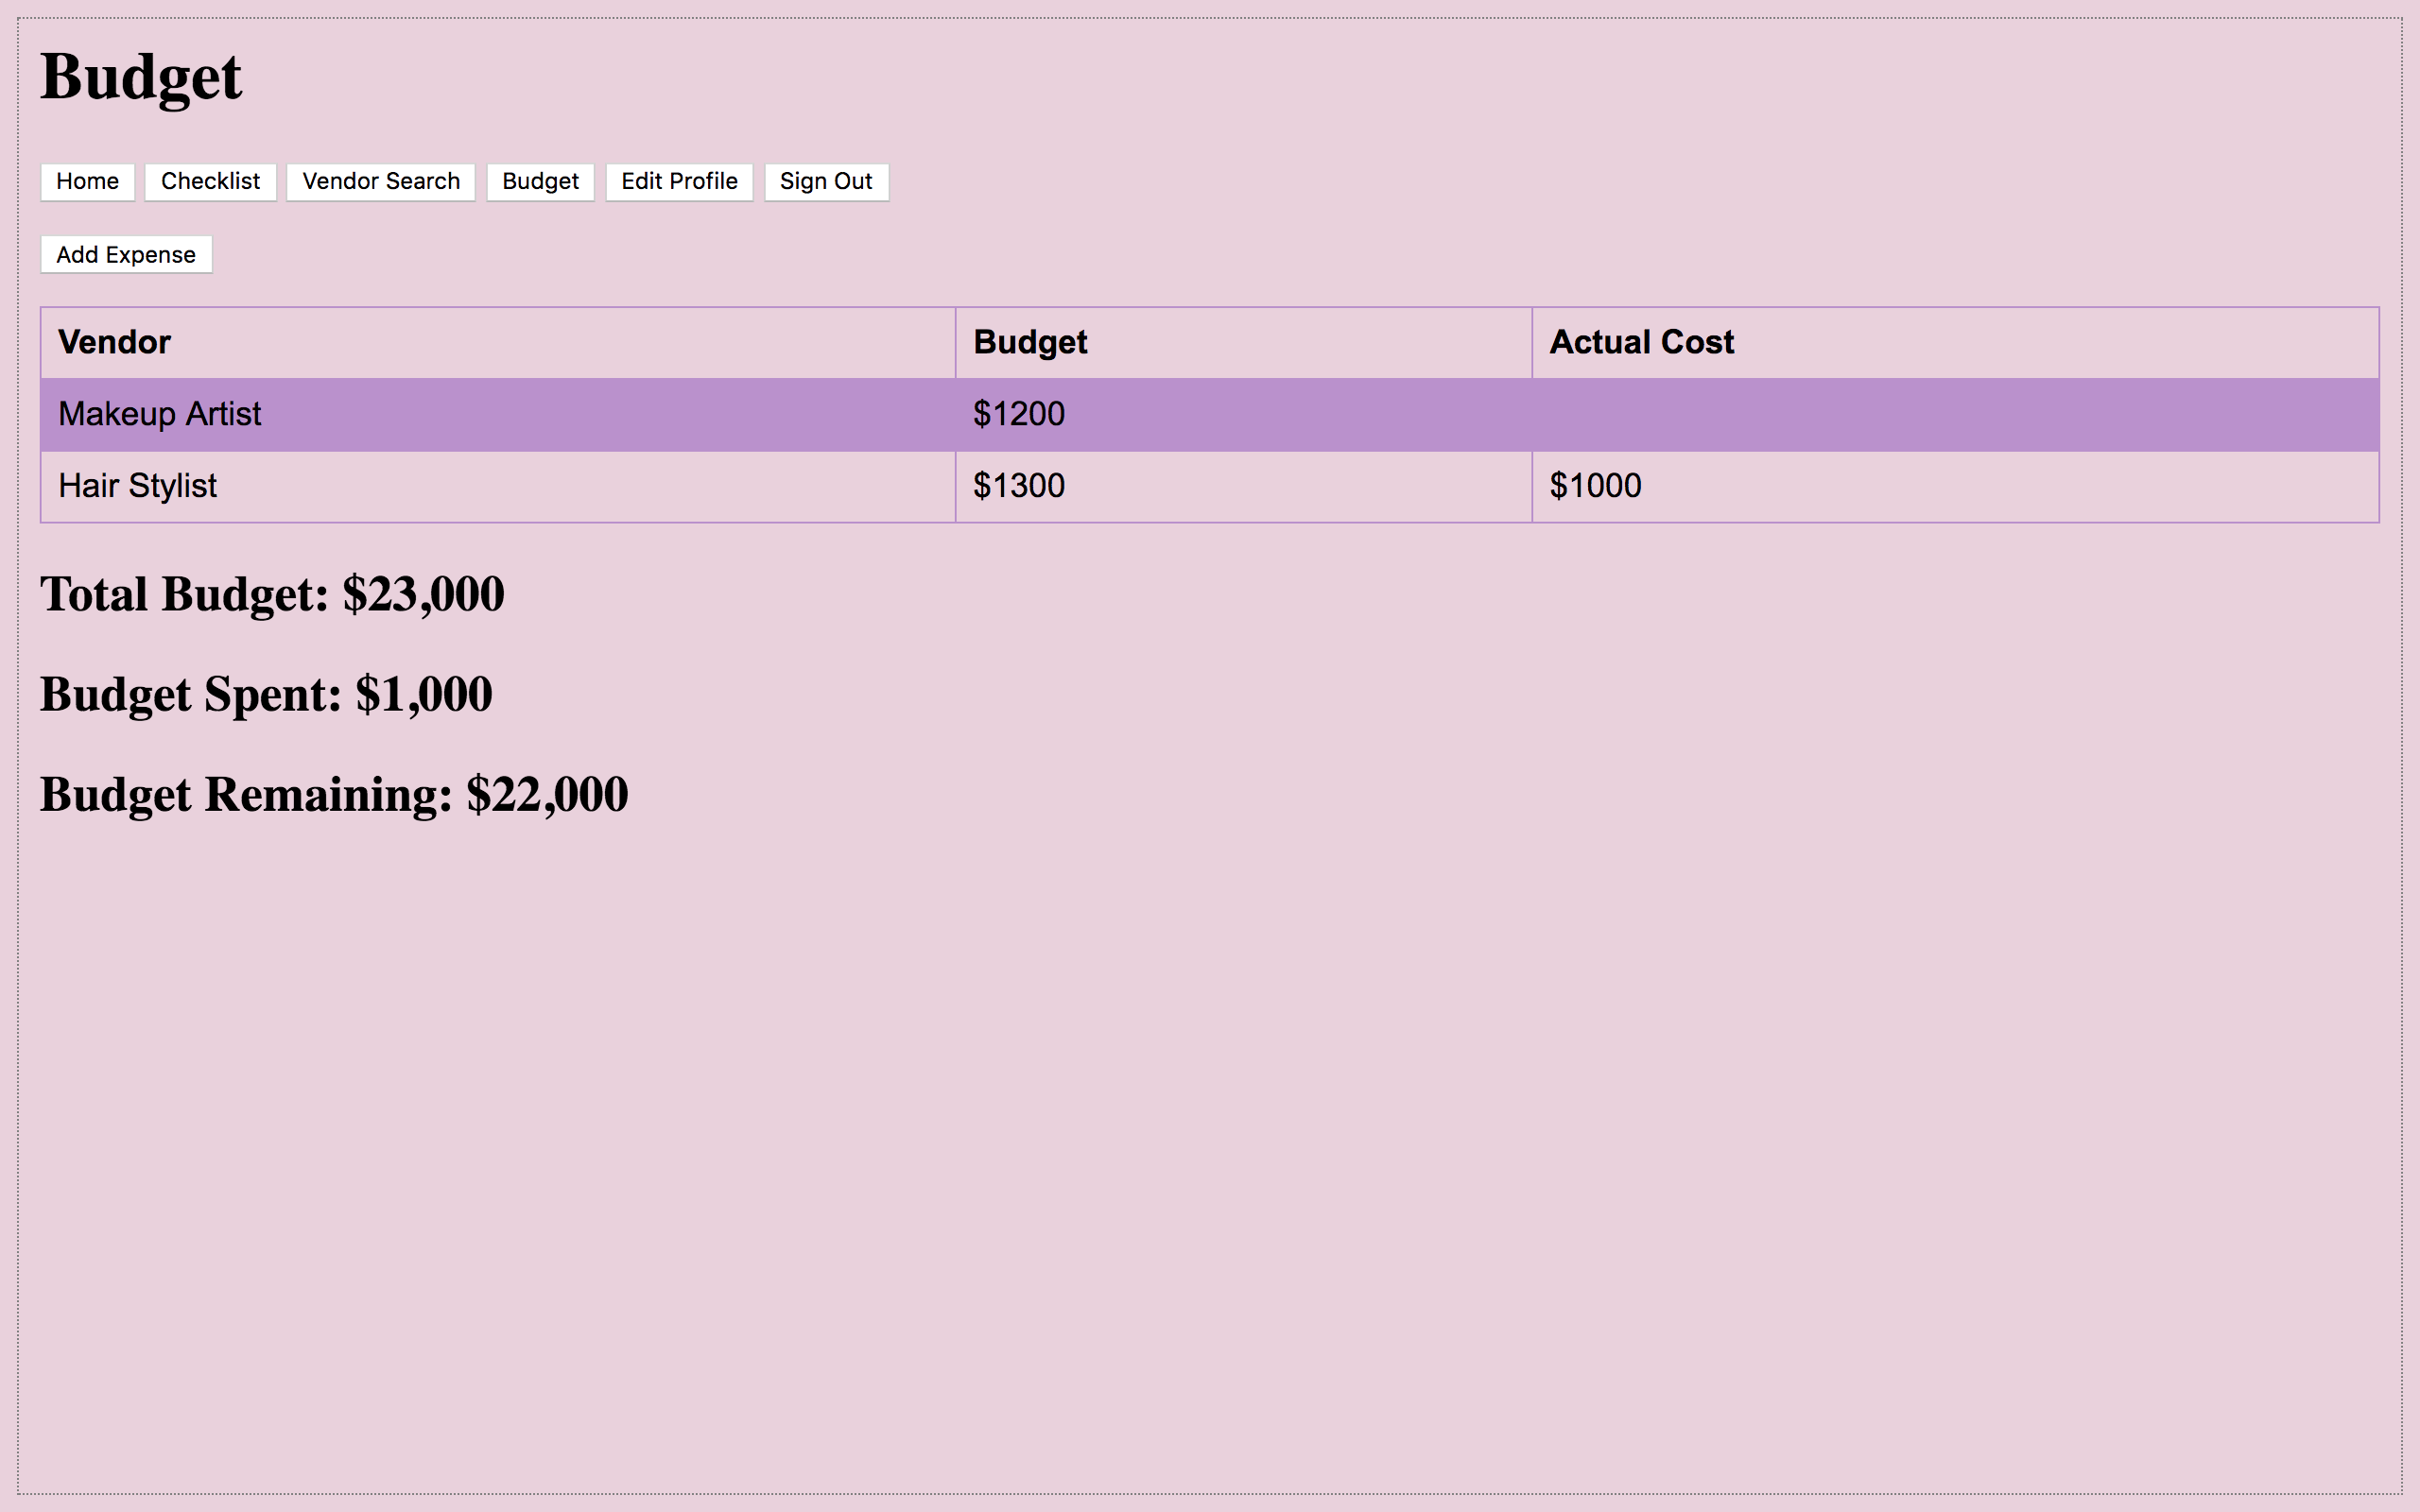 Budget
Home Checklist Vendor Search Budget Edit Profile Sign Out
Add Expense
Vendor Budget Actual Cost
Makeup Artist $1200
Hair Stylist $1300 $1000
Total Budget: $23,000
Budget Spent: $1,000
Budget Remaining: $22,000